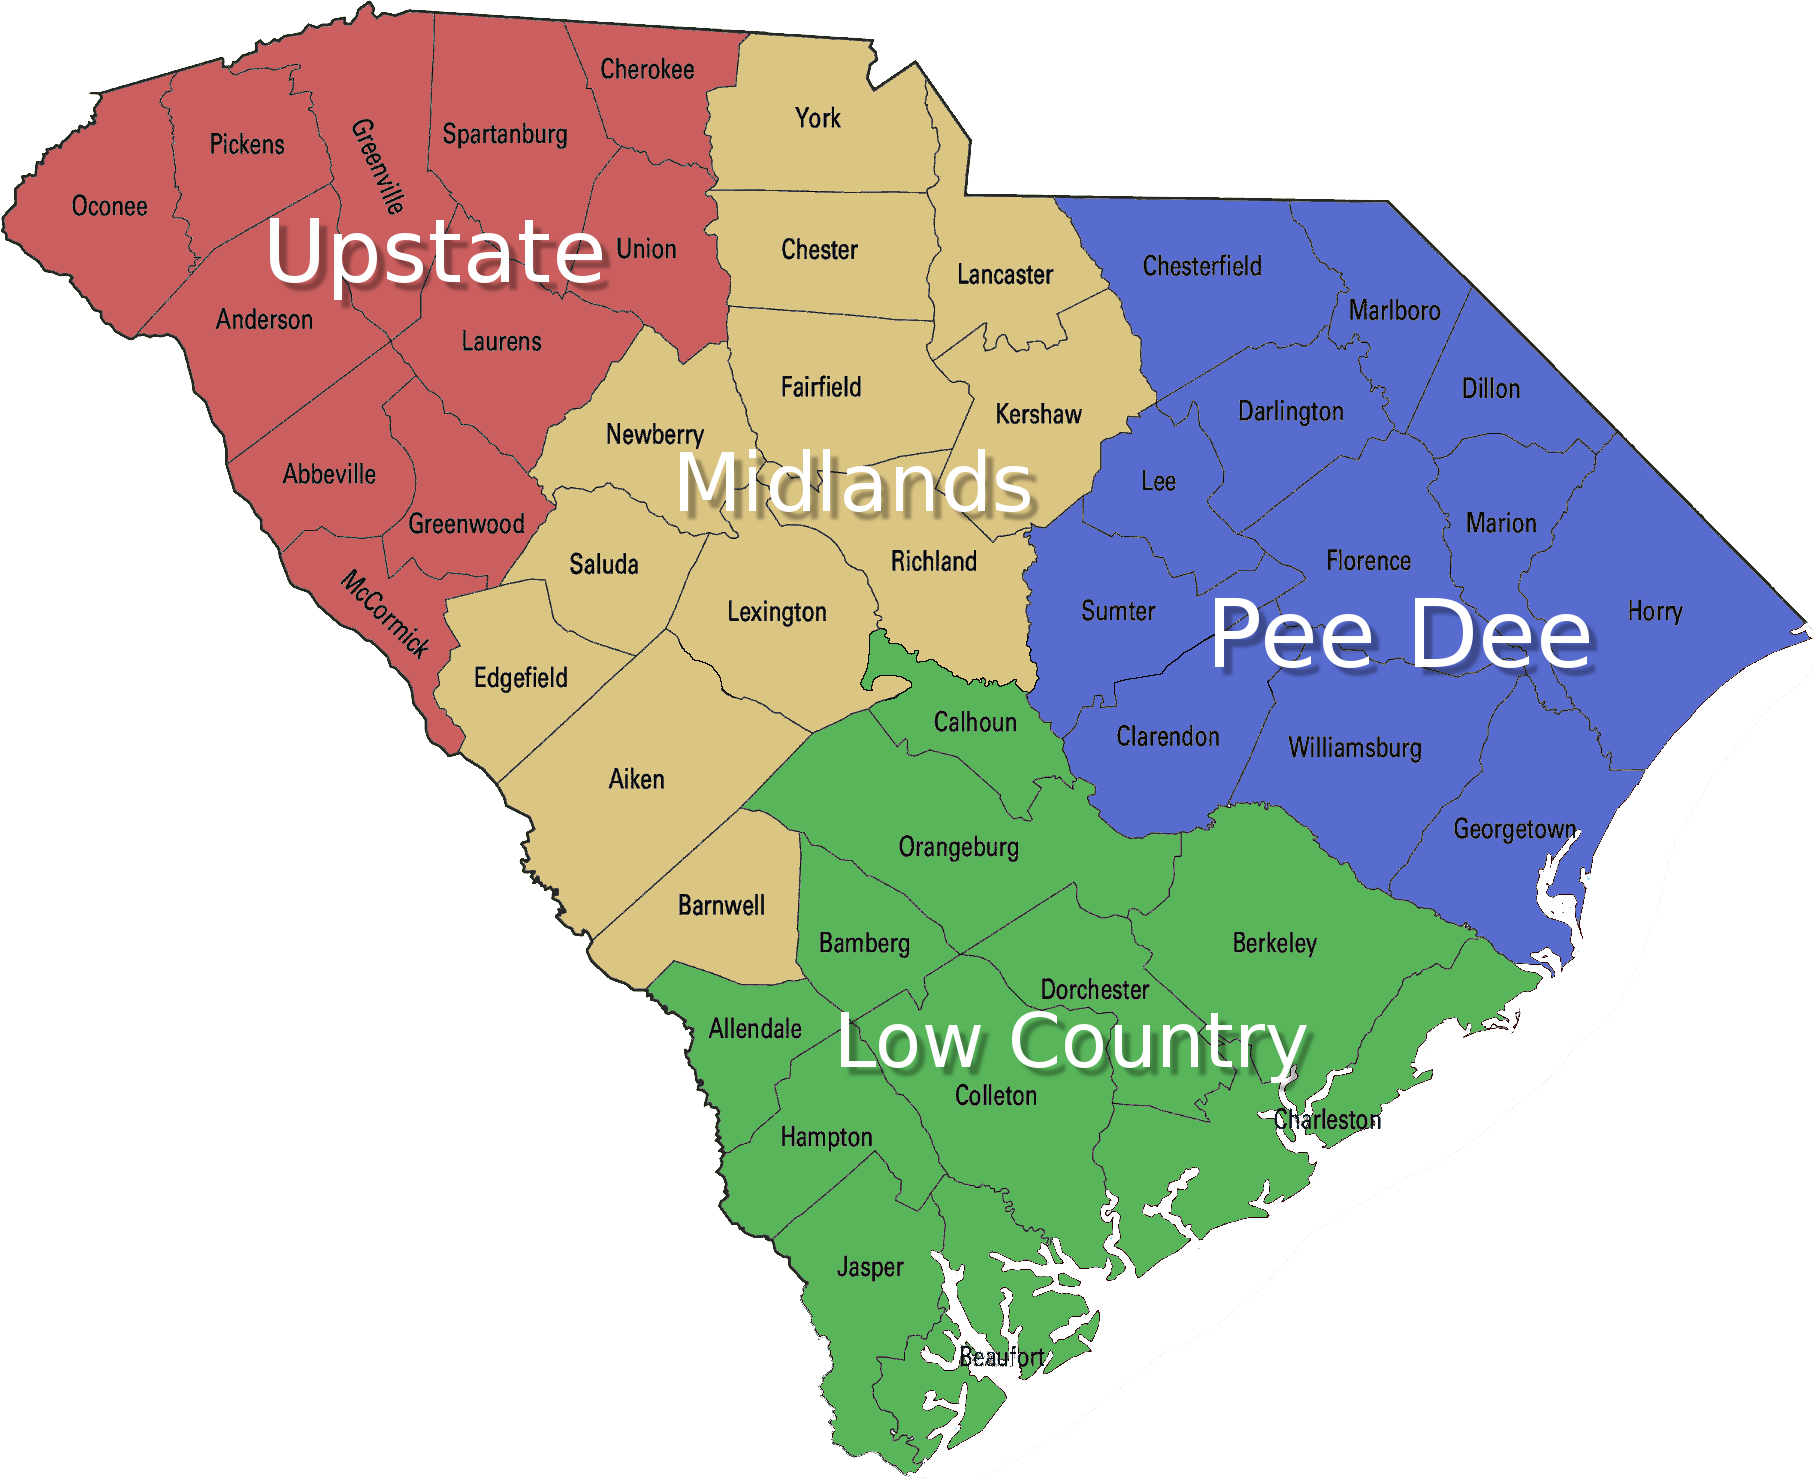 Cherokee
York
Spartanburg
Pickens
Greenville
Oconee
Upstate
Union
Chester
Lancaster
Chesterfield
Marlboro
Anderson
Laurens
Fairfield
Dillon
Kershaw
Darlington
Newberry
Abbeville
Midlands
Lee
Greenwood
Marion
Saluda
Richland
Florence
McCormick
Lexington
Sumter
Pee Dee
Horry
Edgefield
Calhoun
Clarendon
Williamsburg
Aiken
Georgetown
Orangeburg
Barnwell
Bamberg
Berkeley
Dorchester
Allendale
Low Country
Colleton
Charleston
Hampton
Jasper
Beaufort